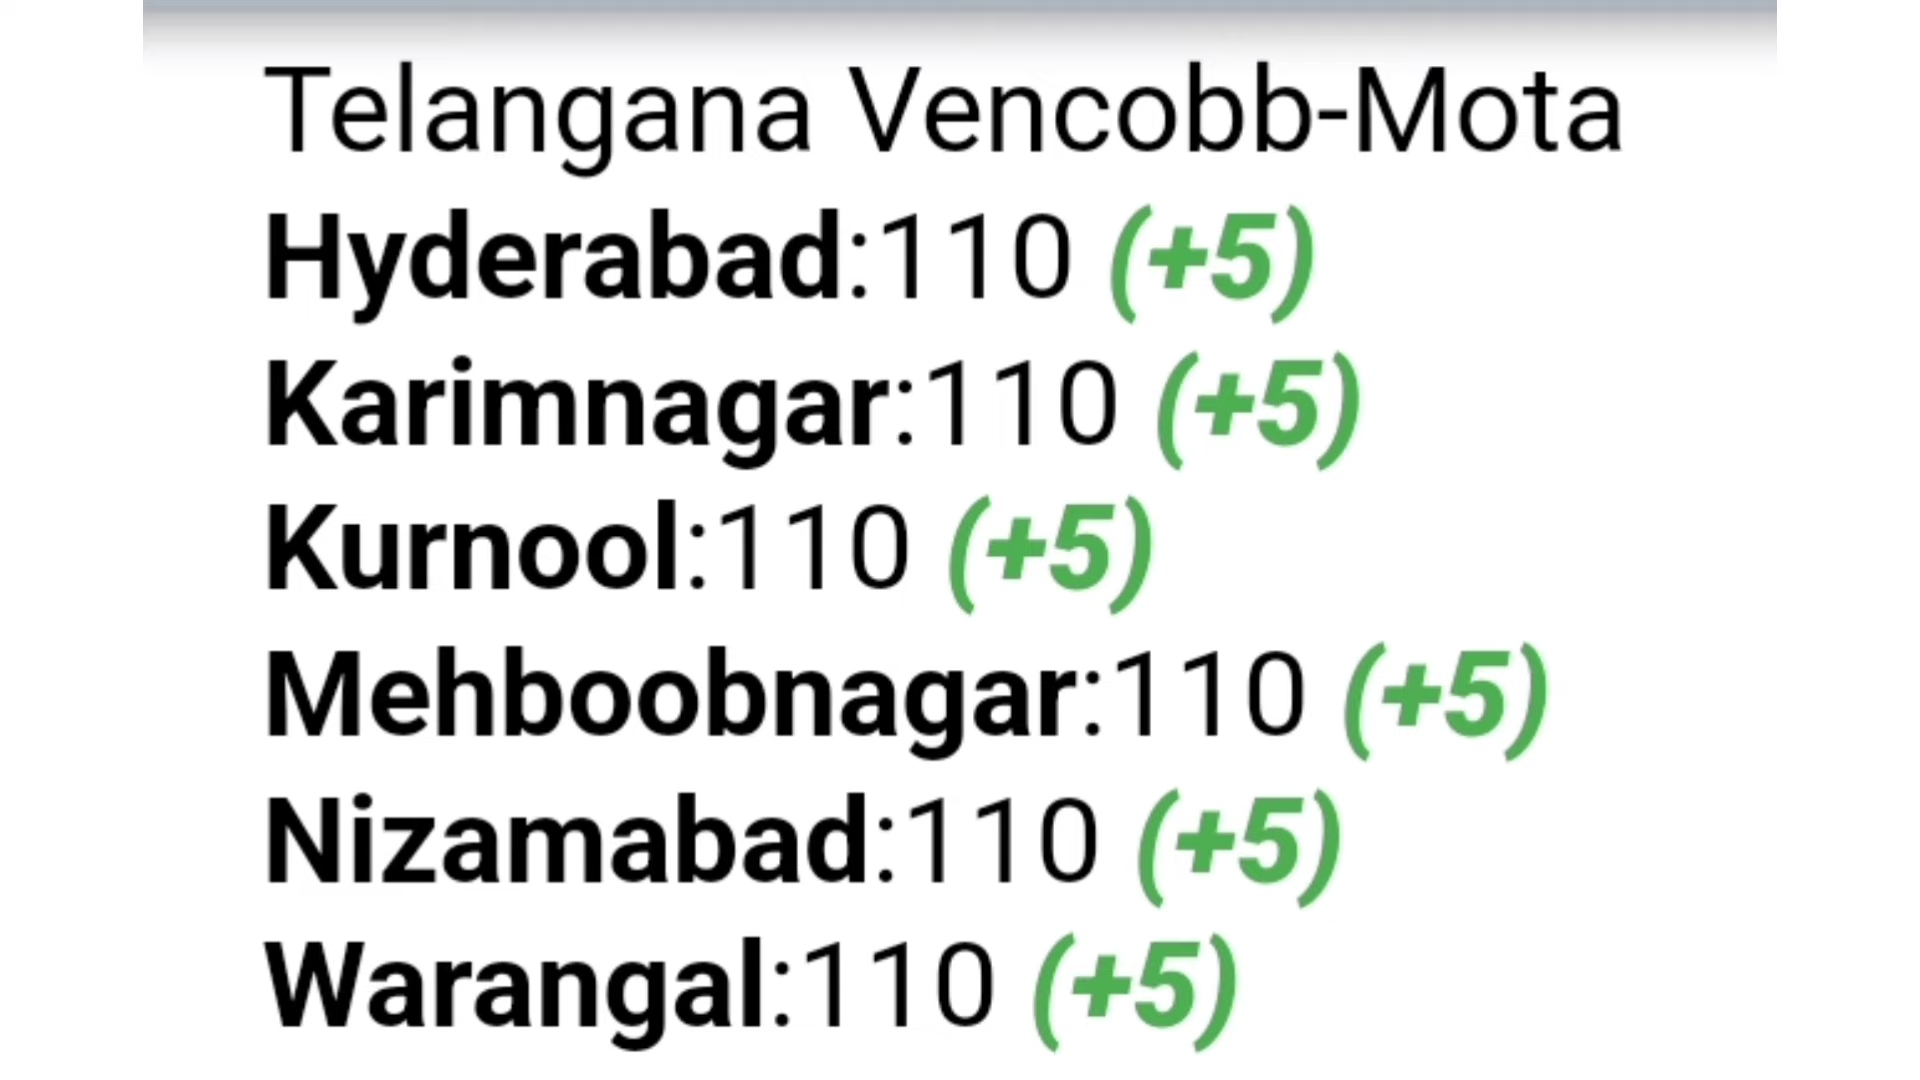 Telangana Vencobb-Mota
Hyderabad:110 (+5)
Karimnagar:110 (+5)
Kurnool:110 (+5)
Mehboobnagar:110 (+5)
Nizamabad:110 (+5)
Warangal:110 (+5)